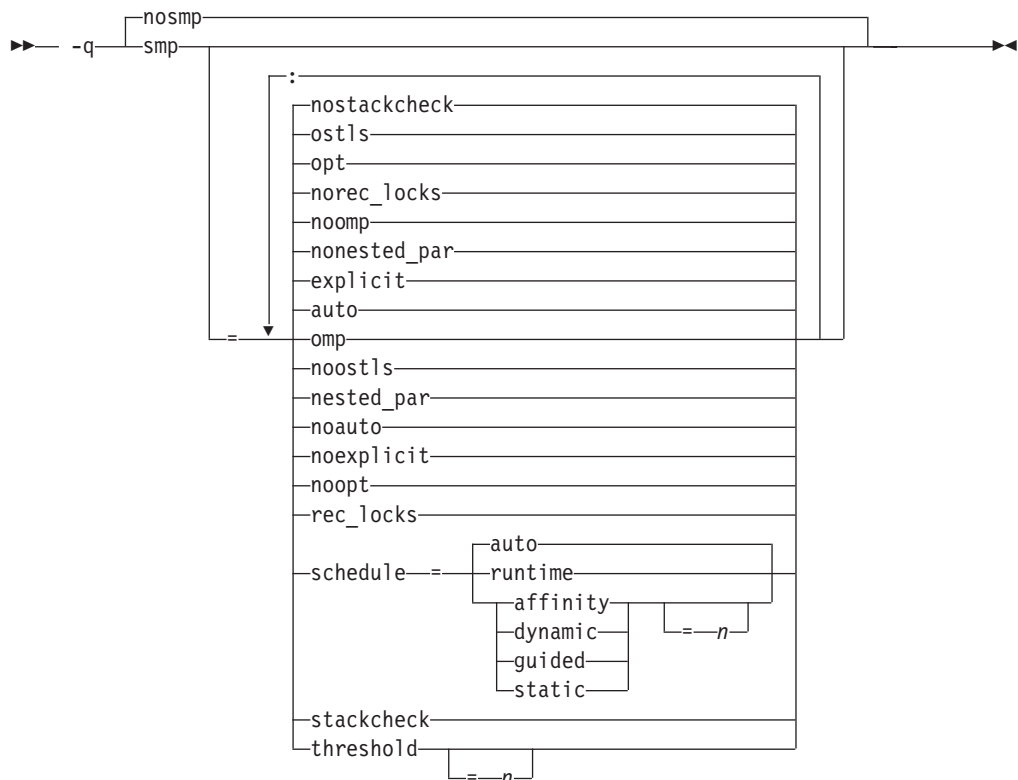 nosmp
-q smp
:
nostackcheck
ostls
opt
norec_locks
noomp
nonested_par
explicit
auto
= omp
noostls
nested_par
noauto
noexplicit
noopt
rec_locks
auto
schedule = runtime
affinity
= n
dynamic
guided
static
stackcheck
threshold
= n